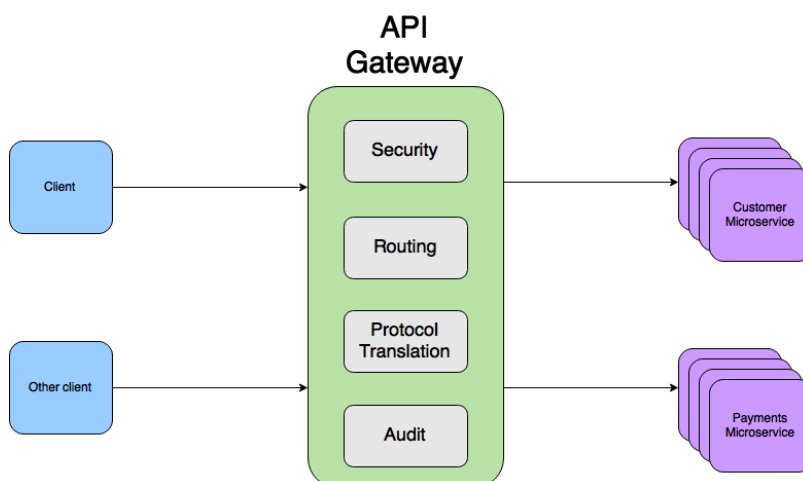 API
Gateway
Security
Client
Customer
Microservice
Routing
Protocol
Translation
Other client
Payments
Microservice
Audit